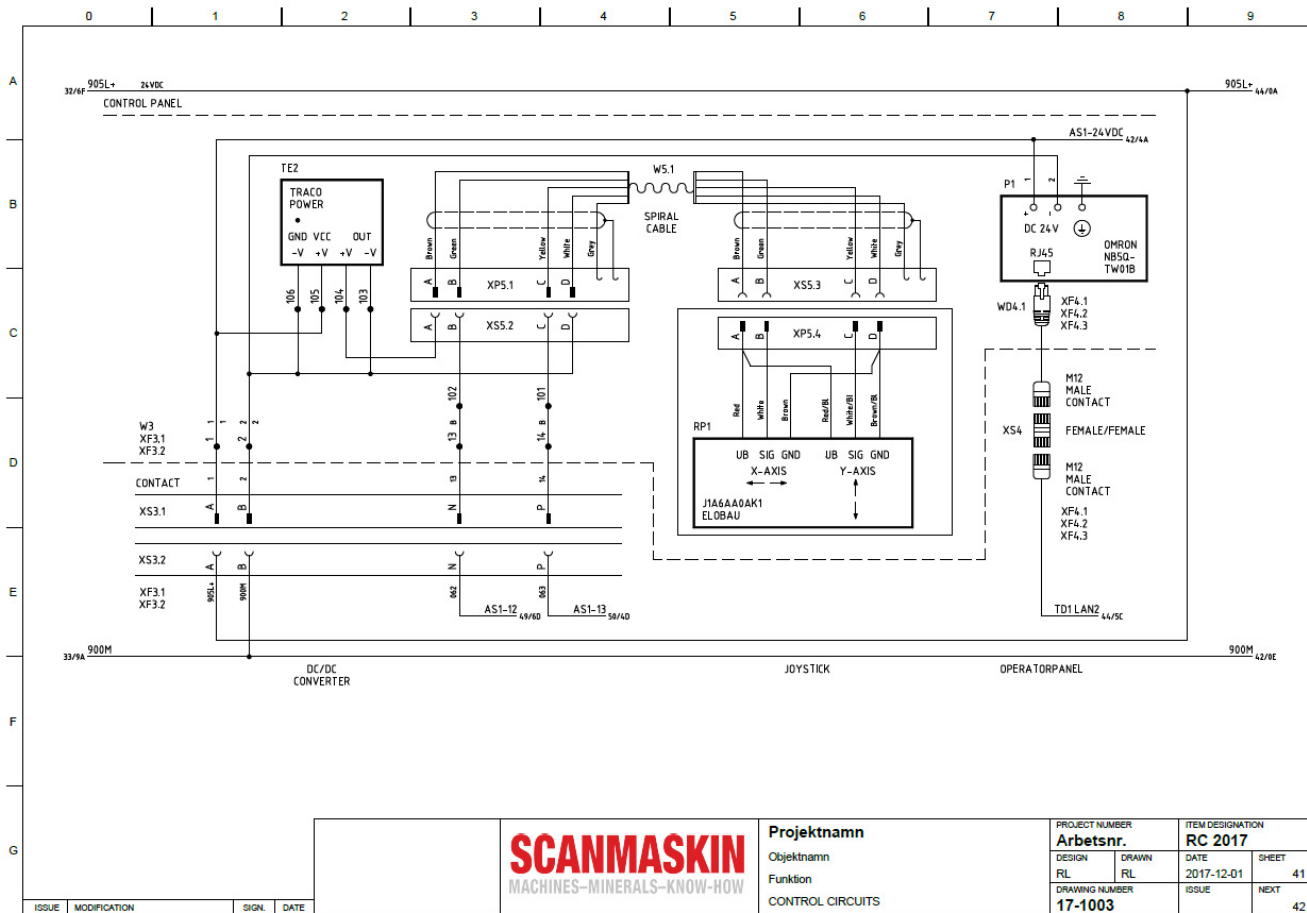 0 1 2 3 4 5 6 7 8 9
A
B
C
D
E
F
G
32/6F 905L+ 24VDC
905L+ 44/0A
CONTROL PANEL
AS1-24VDC 42/4A
TE2
TRACO
POWER
GND VCC OUT
-V +V +V -V
106 105 104 103
W5.1
SPIRAL
CABLE
Brown Green Yellow White Grey
A B XP5.1 C D
A B XS5.2 C D
Brown Green Yellow White Grey
A B XS5.3 C D
A B XP5.4 C D
P1
1 2
+ -
DC 24V
RJ45
OMRON
NB5Q-
TW01B
WD4.1
XF4.1
XF4.2
XF4.3
M12
MALE
CONTACT
XS4
FEMALE/FEMALE
M12
MALE
CONTACT
XF4.1
XF4.2
XF4.3
TD1 LAN2 44/5C
102 101
B B
13 14
Red White Brown Red/Bl White/Bl Brown/Bl
RP1
UB SIG GND UB SIG GND
X-AXIS Y-AXIS
J1A6AA0AK1
ELOBAU
W3
XF3.1
XF3.2
1 1 2 2
1 2
CONTACT
1 2 13 14
XS3.1
A B N P
XS3.2
A B N P
XF3.1
XF3.2
905L+ 900M 062 063
AS1-12 49/6D
AS1-13 50/4D
33/9A 900M
900M 42/0E
DC/DC
CONVERTER
JOYSTICK
OPERATORPANEL
SCANMASKIN
MACHINES–MINERALS–KNOW-HOW
Projektnamn
Objektnamn
Funktion
CONTROL CIRCUITS
PROJECT NUMBER
Arbetsnr.
ITEM DESIGNATION
RC 2017
DESIGN
RL
DRAWN
RL
DATE
2017-12-01
SHEET
41
DRAWING NUMBER
17-1003
ISSUE
NEXT
42
ISSUE MODIFICATION SIGN. DATE